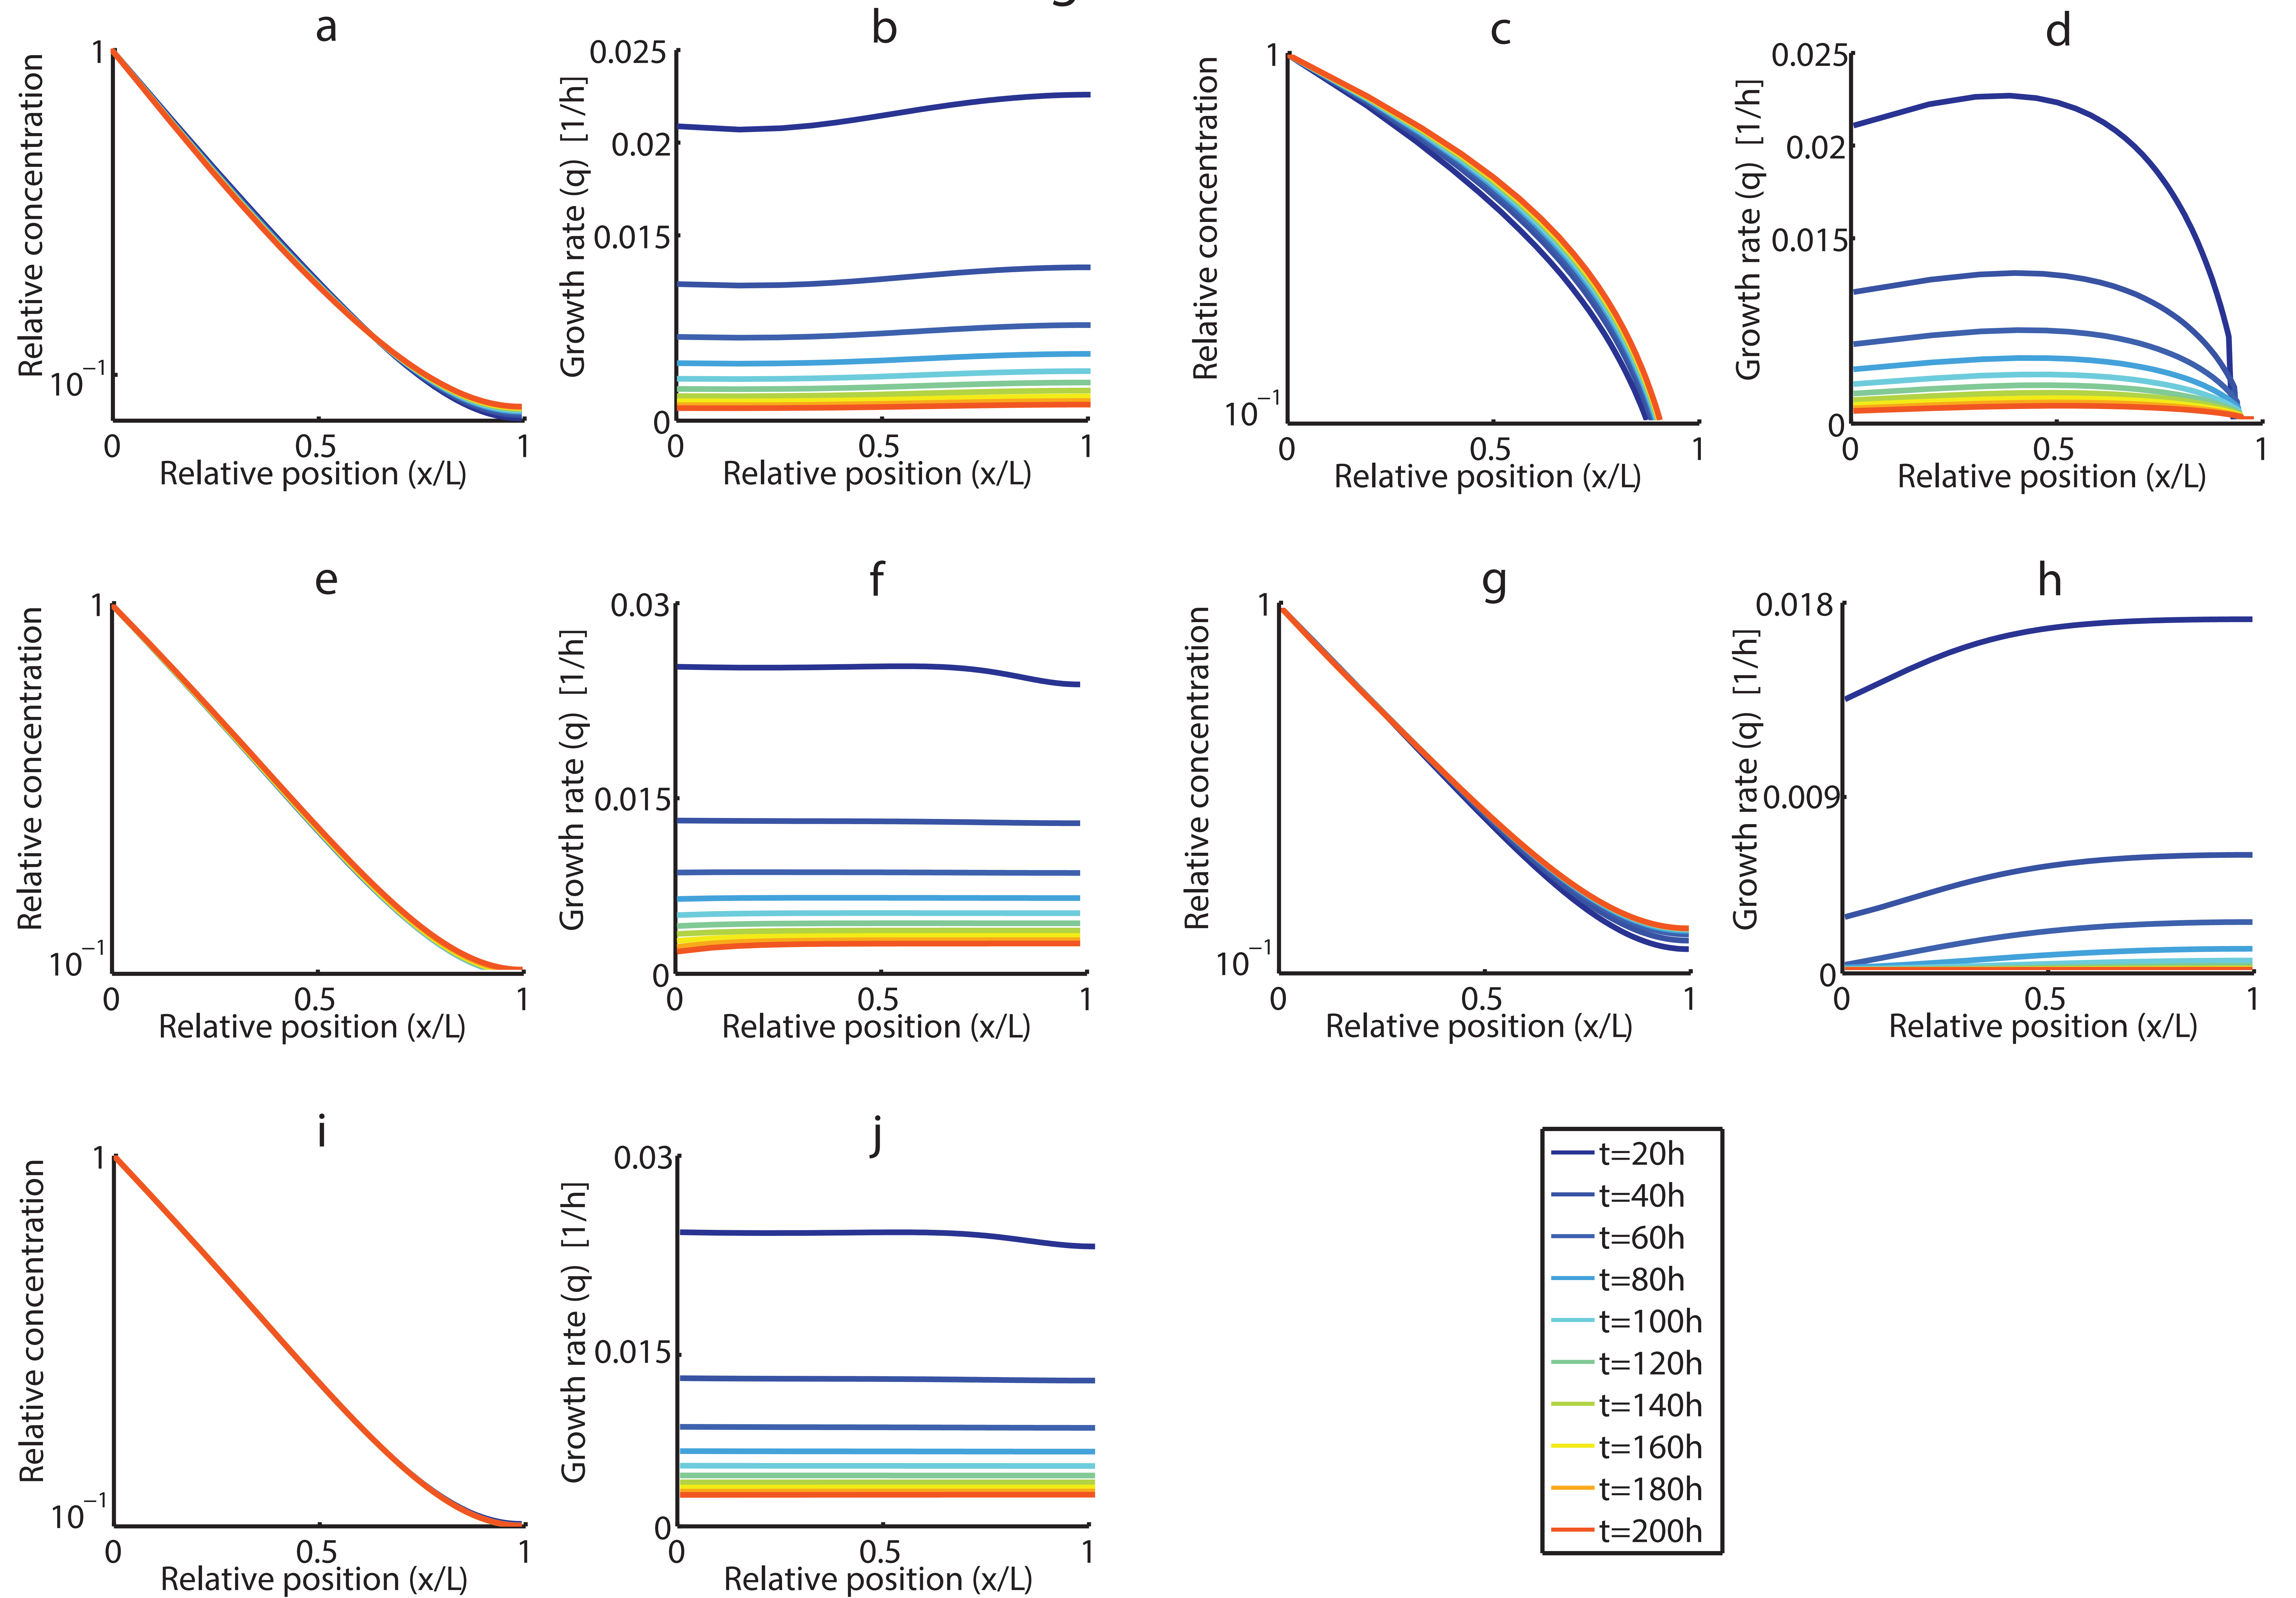 a
Relative concentration
1
10−1
0
0.5
1
Relative position (x/L)
b
Growth rate (q) [1/h]
0.025
0.02
0.015
0
0
0.5
1
Relative position (x/L)
c
Relative concentration
1
10−1
0
0.5
1
Relative position (x/L)
d
Growth rate (q) [1/h]
0.025
0.02
0.015
0
0
0.5
1
Relative position (x/L)
e
Relative concentration
1
10−1
0
0.5
1
Relative position (x/L)
f
Growth rate (q) [1/h]
0.03
0.015
0
0
0.5
1
Relative position (x/L)
g
Relative concentration
1
10−1
0
0.5
1
Relative position (x/L)
h
Growth rate (q) [1/h]
0.018
0.009
0
0
0.5
1
Relative position (x/L)
i
Relative concentration
1
10−1
0
0.5
1
Relative position (x/L)
j
Growth rate (q) [1/h]
0.03
0.015
0
0
0.5
1
Relative position (x/L)
t=20h
t=40h
t=60h
t=80h
t=100h
t=120h
t=140h
t=160h
t=180h
t=200h